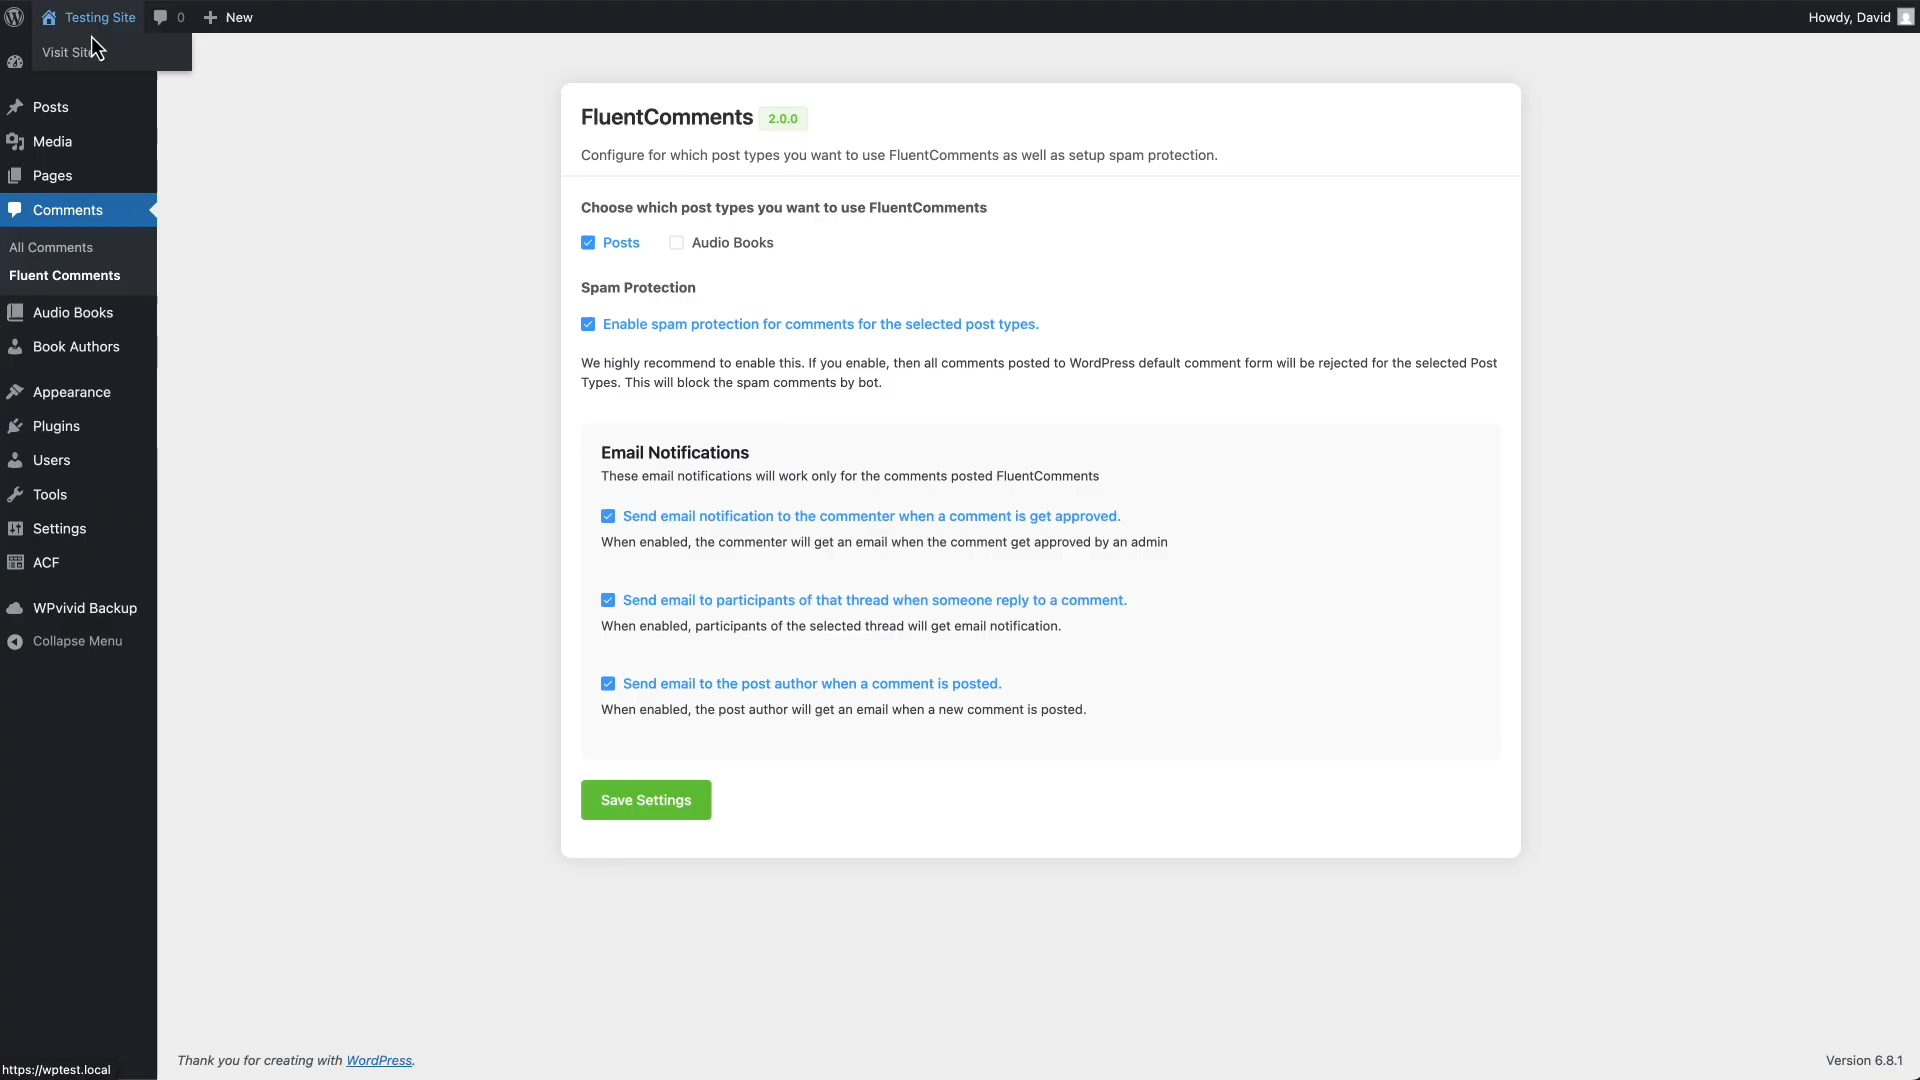 Testing Site
0
New
Howdy, David
Visit Site
Posts
Media
Pages
Comments
All Comments
Fluent Comments
Audio Books
Book Authors
Appearance
Plugins
Users
Tools
Settings
ACF
WPvivid Backup
Collapse Menu
FluentComments 2.0.0
Configure for which post types you want to use FluentComments as well as setup spam protection.
Choose which post types you want to use FluentComments
Posts
Audio Books
Spam Protection
Enable spam protection for comments for the selected post types.
We highly recommend to enable this. If you enable, then all comments posted to WordPress default comment form will be rejected for the selected Post
Types. This will block the spam comments by bot.
Email Notifications
These email notifications will work only for the comments posted FluentComments
Send email notification to the commenter when a comment is get approved.
When enabled, the commenter will get an email when the comment get approved by an admin
Send email to participants of that thread when someone reply to a comment.
When enabled, participants of the selected thread will get email notification.
Send email to the post author when a comment is posted.
When enabled, the post author will get an email when a new comment is posted.
Save Settings
Thank you for creating with WordPress.
Version 6.8.1
https://wptest.local